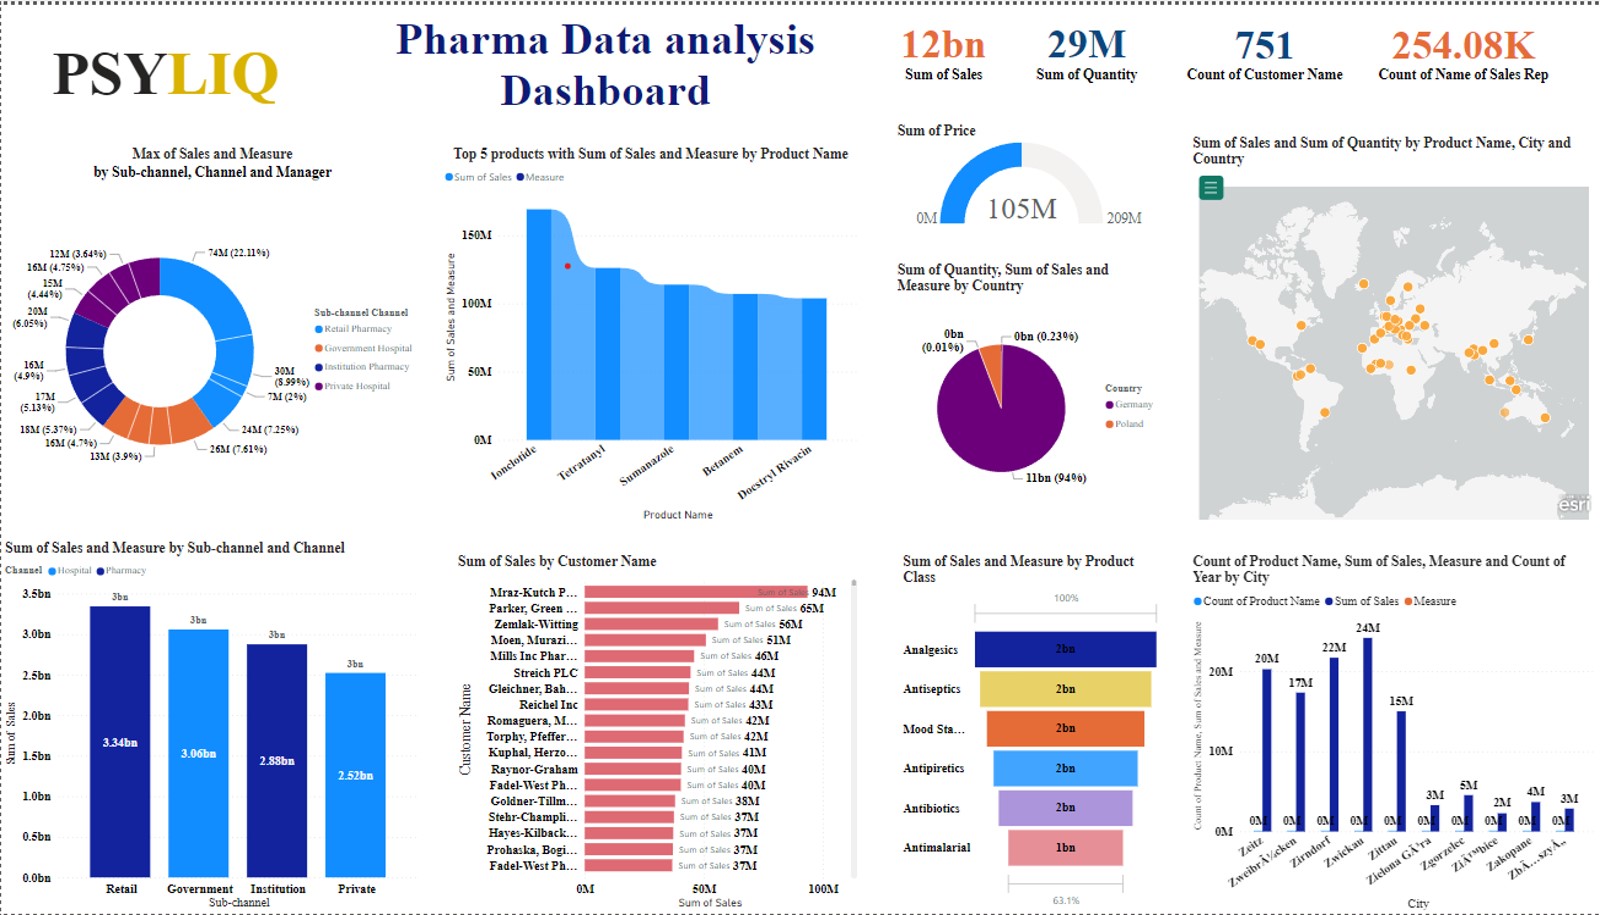 PSYLIQ
Pharma Data analysis
Dashboard
12bn
Sum of Sales
29M
Sum of Quantity
751
Count of Customer Name
254.08K
Count of Name of Sales Rep
Max of Sales and Measure
by Sub-channel, Channel and Manager
12M (3.64%)
16M (4.75%)
15M
(4.44%)
20M
(6.05%)
16M
(4.9%)
17M
(5.13%)
18M (5.37%)
16M (4.7%)
13M (3.9%)
74M (22.11%)
30M
(8.99%)
7M (2%)
24M (7.25%)
26M (7.61%)
Sub-channel Channel
Retail Pharmacy
Government Hospital
Institution Pharmacy
Private Hospital
Top 5 products with Sum of Sales and Measure by Product Name
Sum of Sales
Measure
Sum of Sales and Measure
150M
100M
50M
0M
Ionclotide
Tetratanyl
Sumanazole
Betanem
Docstryl Rivacin
Product Name
Sum of Price
0M
105M
209M
Sum of Quantity, Sum of Sales and
Measure by Country
0bn
(0.01%)
0bn (0.23%)
11bn (94%)
Country
Germany
Poland
Sum of Sales and Sum of Quantity by Product Name, City and
Country
esri
Sum of Sales and Measure by Sub-channel and Channel
Channel
Hospital
Pharmacy
Sum of Sales
3.5bn
3.0bn
2.5bn
2.0bn
1.5bn
1.0bn
0.5bn
0.0bn
3bn
3bn
3bn
3bn
3.34bn
3.06bn
2.88bn
2.52bn
Retail
Government
Institution
Private
Sub-channel
Sum of Sales by Customer Name
Customer Name
Mraz-Kutch P... Sum of Sales 94M
Parker, Green ... Sum of Sales 65M
Zemlak-Witting Sum of Sales 56M
Moen, Murazi... Sum of Sales 51M
Mills Inc Phar... Sum of Sales 46M
Streich PLC Sum of Sales 44M
Gleichner, Bah... Sum of Sales 44M
Reichel Inc Sum of Sales 43M
Romaguera, M... Sum of Sales 42M
Torphy, Pfeffer... Sum of Sales 42M
Kuphal, Herzo... Sum of Sales 41M
Raynor-Graham Sum of Sales 40M
Fadel-West Ph... Sum of Sales 40M
Goldner-Tillm... Sum of Sales 38M
Stehr-Champli... Sum of Sales 37M
Hayes-Kilback... Sum of Sales 37M
Prohaska, Bogi... Sum of Sales 37M
Fadel-West Ph... Sum of Sales 37M
0M
50M
100M
Sum of Sales
Sum of Sales and Measure by Product
Class
100%
Analgesics 2bn
Antiseptics 2bn
Mood Sta... 2bn
Antipiretics 2bn
Antibiotics 2bn
Antimalarial 1bn
63.1%
Count of Product Name, Sum of Sales, Measure and Count of
Year by City
Count of Product Name
Sum of Sales
Measure
Count of Product Name, Sum of Sales and Measure
20M
10M
0M
20M
17M
22M
24M
15M
3M
5M
2M
4M
3M
0M
0M
0M
0M
0M
0M
0M
0M
0M
0M
Zeitz
ZweibrÃ¼cken
Zirndorf
Zwickau
Zittau
Zielona GÃ³ra
Zgorzelec
ZiÄ™bice
Zakopane
City